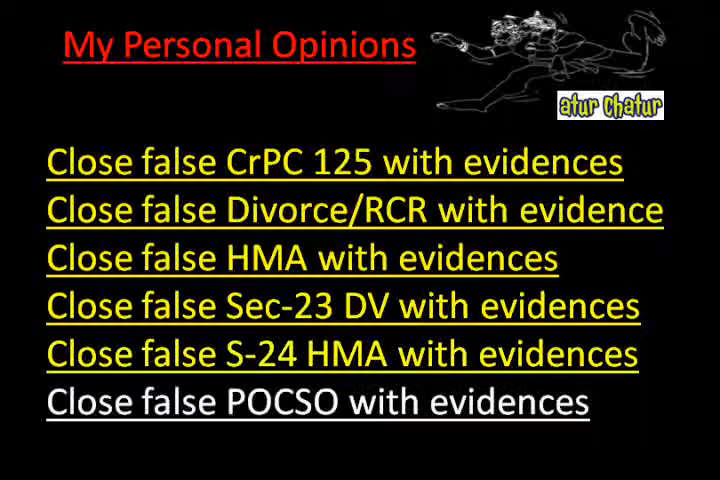 My Personal Opinions
atur chatur
Close false CrPC 125 with evidences
Close false Divorce/RCR with evidence
Close false HMA with evidences
Close false Sec-23 DV with evidences
Close false S-24 HMA with evidences
Close false POCSO with evidences